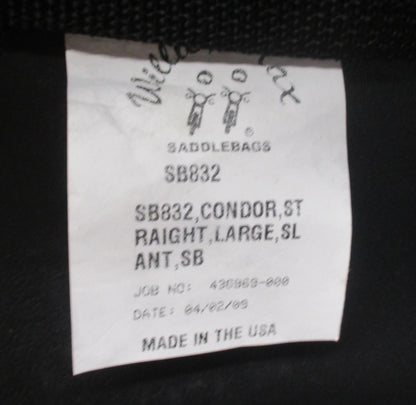 SADDLEBAGS
SB832
SB832,CONDOR,ST
RAIGHT,LARGE,SL
ANT,SB
JOB NO: 436969-000
DATE: 04/02/09
MADE IN THE USA